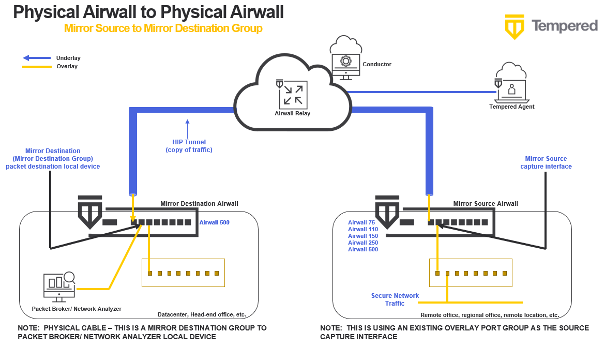 Physical Airwall to Physical Airwall
Mirror Source to Mirror Destination Group
Tempered
Underlay
Overlay
Conductor
Tempered Agent
Airwall Relay
HIP Tunnel
(copy of traffic)
Mirror Destination
(Mirror Destination Group)
packet destination local device
Mirror Source
capture interface
Mirror Destination Airwall
Airwall 500
Mirror Source Airwall
Airwall 75
Airwall 110
Airwall 150
Airwall 250
Airwall 500
Packet Broker/ Network Analyzer
Datacenter, Head-end office, etc.
Secure Network
Traffic
Remote office, regional office, remote location, etc.
NOTE: PHYSICAL CABLE – THIS IS A MIRROR DESTINATION GROUP TO
PACKET BROKER/ NETWORK ANALYZER LOCAL DEVICE
NOTE: THIS IS USING AN EXISTING OVERLAY PORT GROUP AS THE SOURCE
CAPTURE INTERFACE